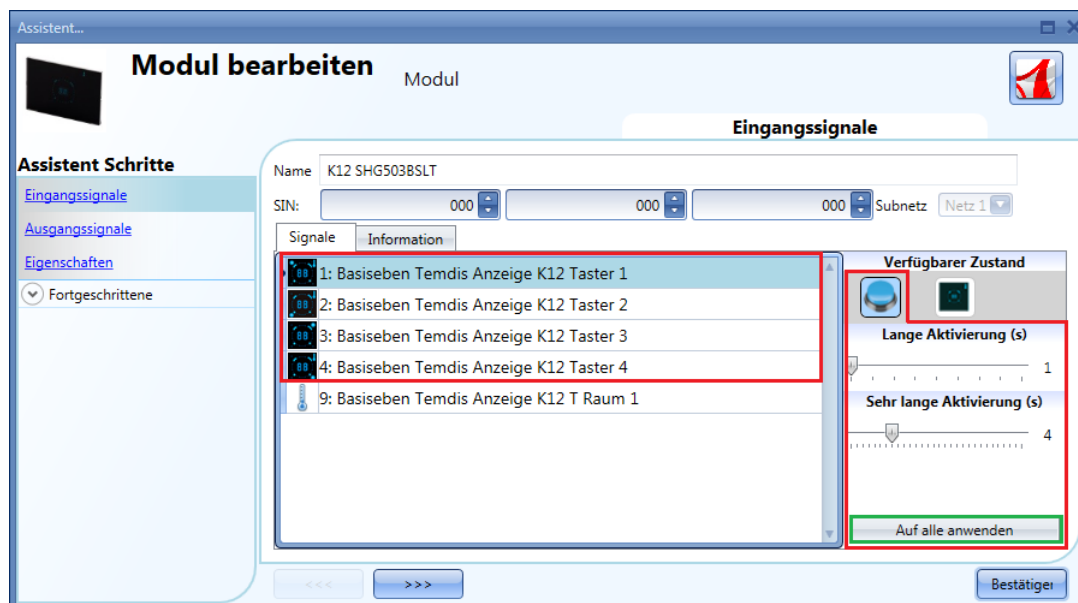 Assistent...
Modul bearbeiten
Modul
Eingangssignale
Assistent Schritte
Eingangssignale
Ausgangssignale
Eigenschaften
Fortgeschrittene
Name K12 SHG503BSLT
SIN: 000 000 000 Subnetz Netz 1
Signale Information
1: Basiseben Temdis Anzeige K12 Taster 1
2: Basiseben Temdis Anzeige K12 Taster 2
3: Basiseben Temdis Anzeige K12 Taster 3
4: Basiseben Temdis Anzeige K12 Taster 4
9: Basiseben Temdis Anzeige K12 T Raum 1
Verfügbarer Zustand
Lange Aktivierung (s)
1
Sehr lange Aktivierung (s)
4
Auf alle anwenden
<<< >>> Bestätiger